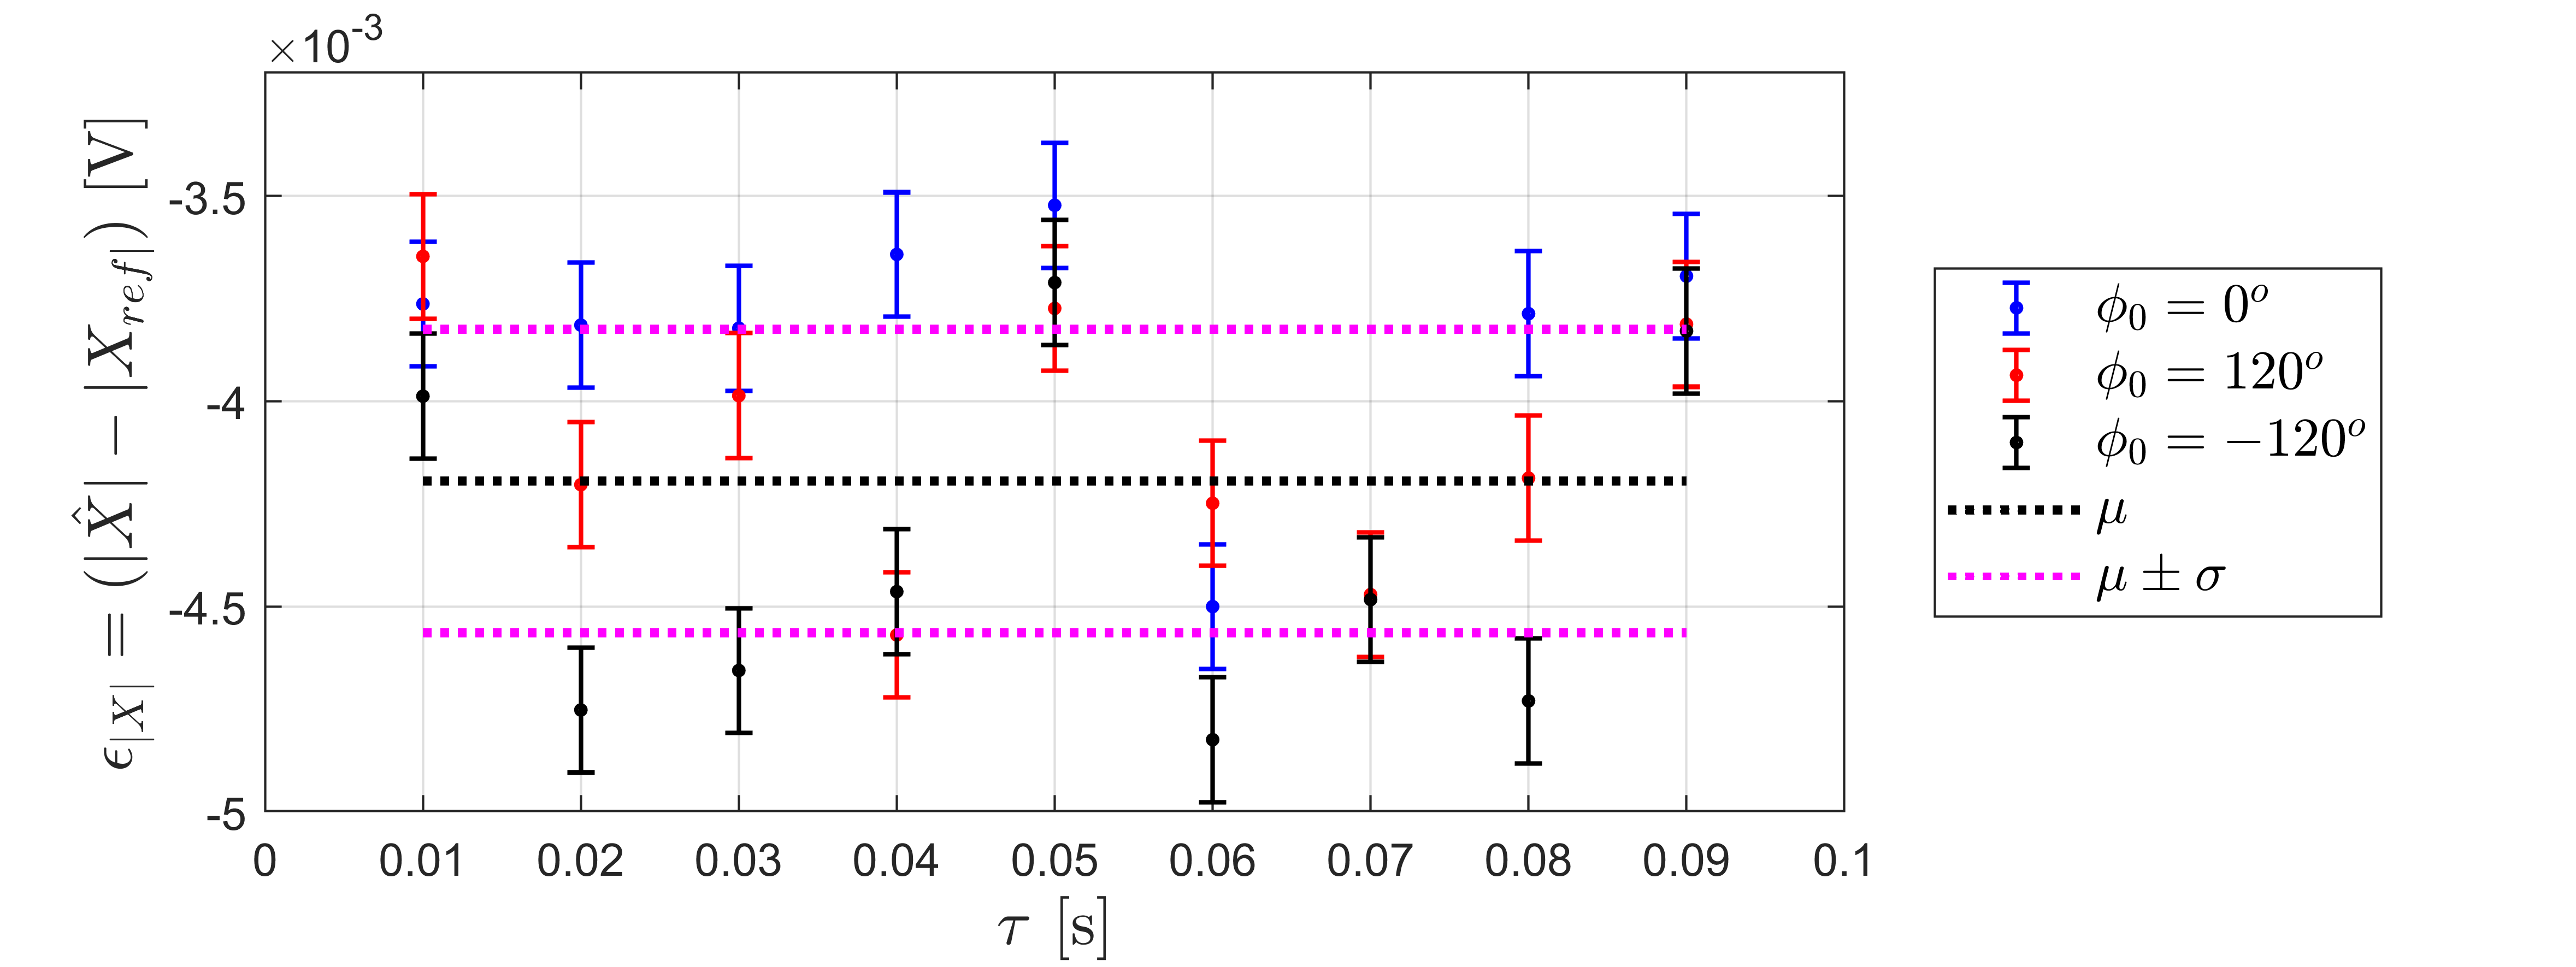 ×10⁻³
ϵ|X| = (|X̂| − |Xref|) [V]
-3.5
-4
-4.5
-5
0 0.01 0.02 0.03 0.04 0.05 0.06 0.07 0.08 0.09 0.1
τ [s]
ϕ₀ = 0ᵒ
ϕ₀ = 120ᵒ
ϕ₀ = −120ᵒ
μ
μ ± σ